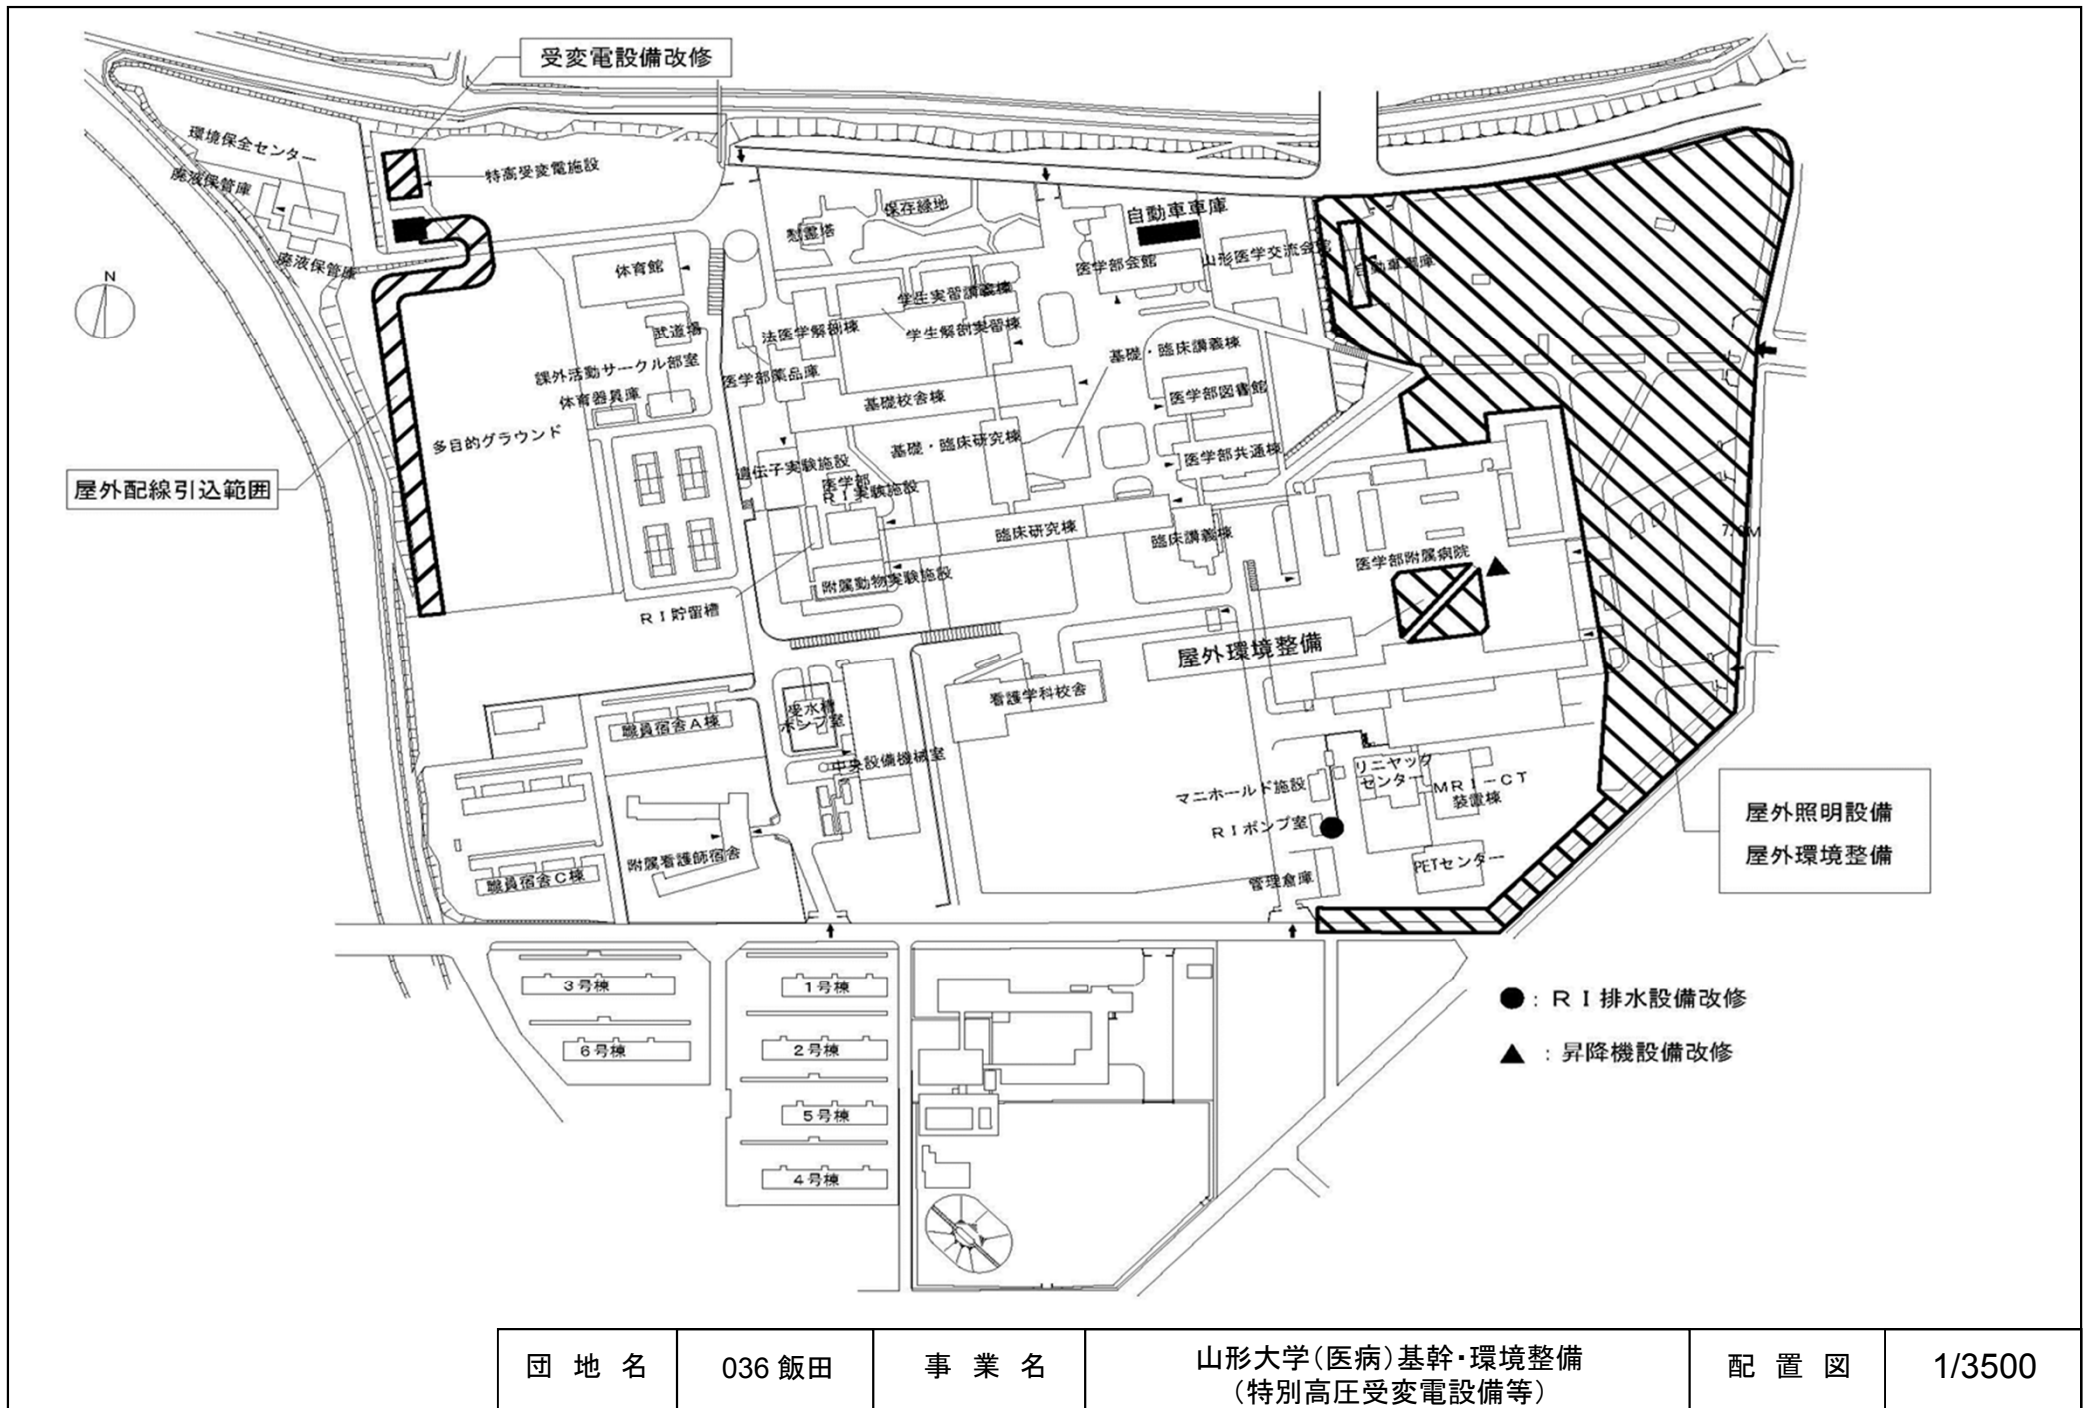 受変電設備改修
環境保全センター
廃液保管庫
特高受変電施設
廃液保管庫
N
慰霊塔
保存緑地
自動車車庫
医学部会館
山形医学交流会館
自動車車庫
体育館
武道場
課外活動サークル部室
体育器具庫
多目的グラウンド
学生実習講義棟
法医学解剖棟
学生解剖実習棟
医学部薬品庫
基礎校舎棟
基礎・臨床講義棟
医学部図書館
基礎・臨床研究棟
医学部共通棟
屋外配線引込範囲
遺伝子実験施設
医学部
RI実験施設
臨床研究棟
臨床講義棟
附属動物実験施設
RI貯留槽
医学部附属病院
屋外環境整備
看護学科校舎
受水槽
ポンプ室
中央設備機械室
職員宿舎A棟
職員宿舎C棟
附属看護師宿舎
リニヤック
センター
マニホールド施設
MRI-CT
装置棟
RIポンプ室
PETセンター
管理倉庫
屋外照明設備
屋外環境整備
3号棟
6号棟
1号棟
2号棟
5号棟
4号棟
●:RI排水設備改修
▲:昇降機設備改修
団地名
036 飯田
事業名
山形大学(医病)基幹・環境整備
(特別高圧受変電設備等)
配置図
1/3500